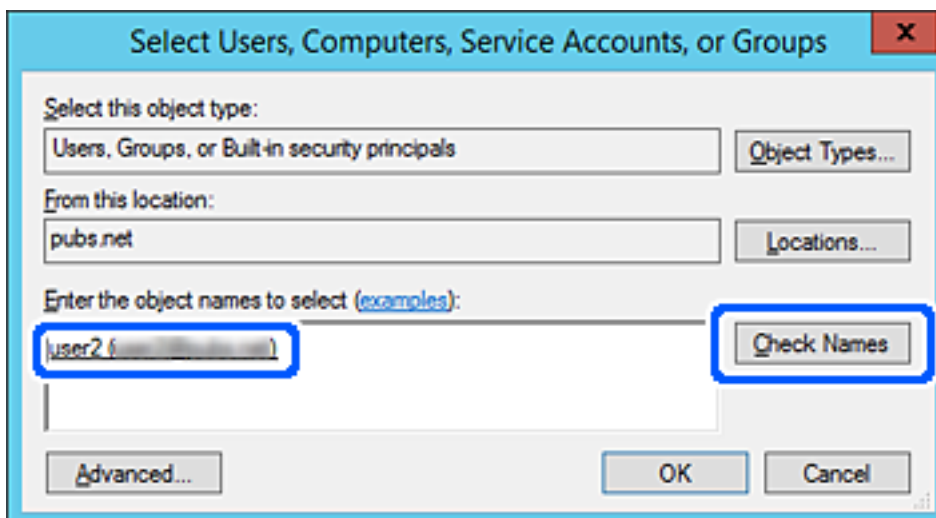 Select Users, Computers, Service Accounts, or Groups
x
Select this object type:
Users, Groups, or Built-in security principals
Object Types...
From this location:
pubs.net
Locations...
Enter the object names to select (examples):
user2 (
)
Check Names
Advanced...
OK
Cancel